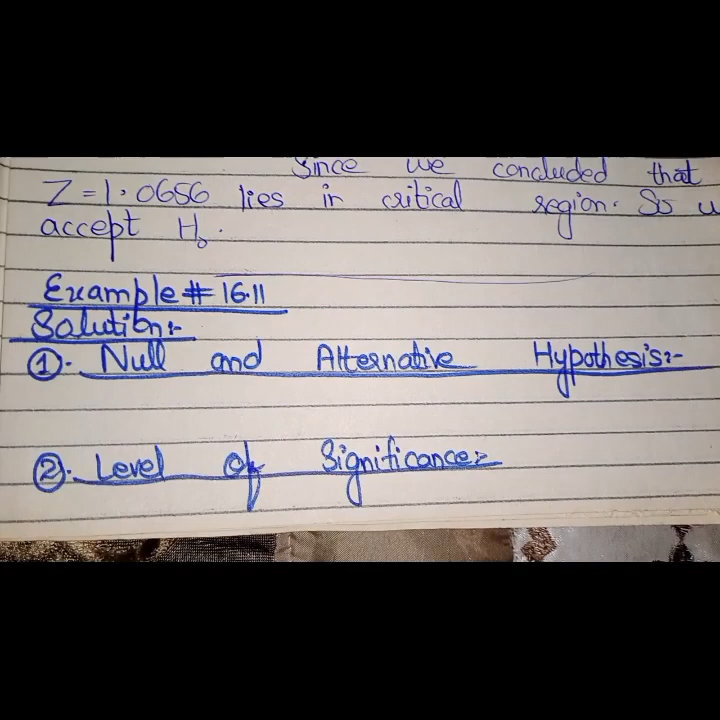 Since we concluded that
Z = 1.0656 lies in critical region. So
accept H₀.
Example # 16.11
Solution:-
①. Null and Alternative Hypothesis:-
②. Level of Significance:-